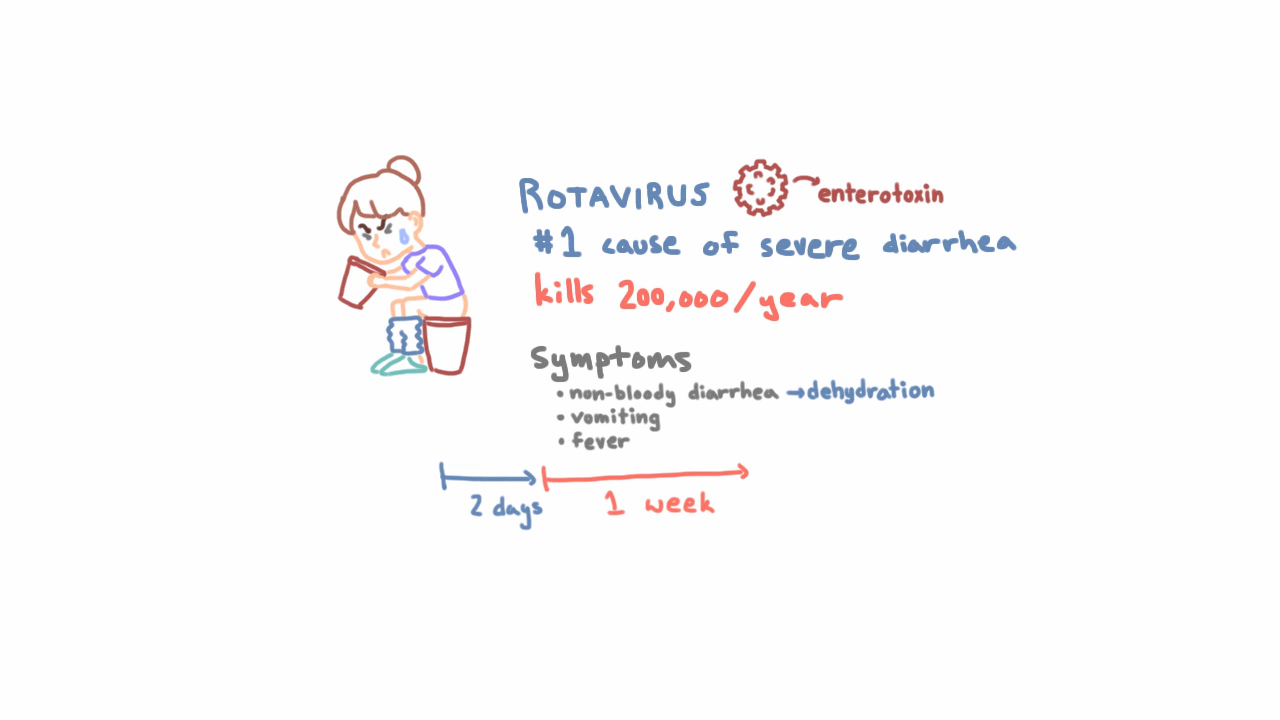 ROTAVIRUS → enterotoxin
#1 cause of severe diarrhea
kills 200,000/year
Symptoms
• non-bloody diarrhea → dehydration
• vomiting
• fever
2 days 1 week